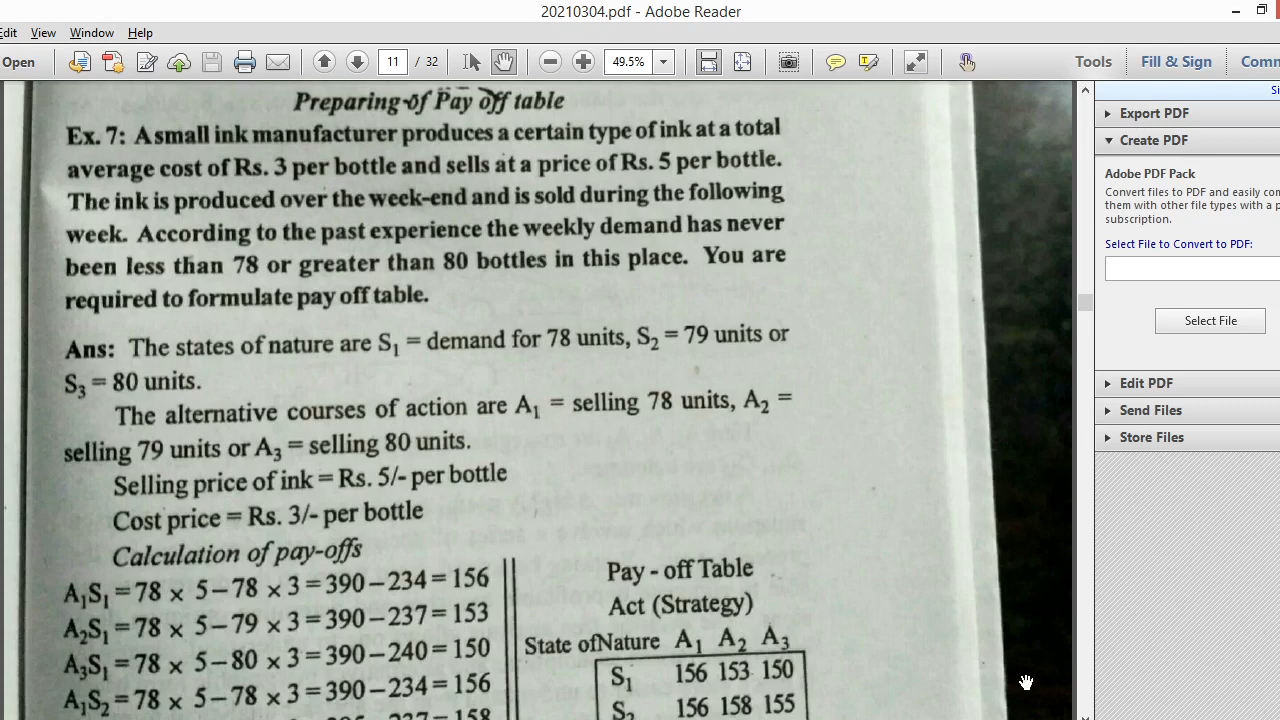 20210304.pdf - Adobe Reader
Edit View Window Help
Open 11 / 32 49.5% Tools Fill & Sign
Preparing of Pay off table
Ex. 7: A small ink manufacturer produces a certain type of ink at a total
average cost of Rs. 3 per bottle and sells at a price of Rs. 5 per bottle.
The ink is produced over the week-end and is sold during the following
week. According to the past experience the weekly demand has never
been less than 78 or greater than 80 bottles in this place. You are
required to formulate pay off table.
Ans: The states of nature are S₁ = demand for 78 units, S₂ = 79 units or
S₃ = 80 units.
The alternative courses of action are A₁ = selling 78 units, A₂ =
selling 79 units or A₃ = selling 80 units.
Selling price of ink = Rs. 5/- per bottle
Cost price = Rs. 3/- per bottle
Calculation of pay-offs
A₁S₁ = 78 × 5 – 78 × 3 = 390 – 234 = 156
A₂S₁ = 78 × 5 – 79 × 3 = 390 – 237 = 153
A₃S₁ = 78 × 5 – 80 × 3 = 390 – 240 = 150
A₁S₂ = 78 × 5 – 78 × 3 = 390 – 234 = 156
237 = 158
Pay - off Table
Act (Strategy)
State of Nature A₁ A₂ A₃
S₁ 156 153 150
S₂ 156 158 155
Export PDF
Create PDF
Adobe PDF Pack
Convert files to PDF and easily
them with other file types with a
subscription.
Select File to Convert to PDF:
Select File
Edit PDF
Send Files
Store Files